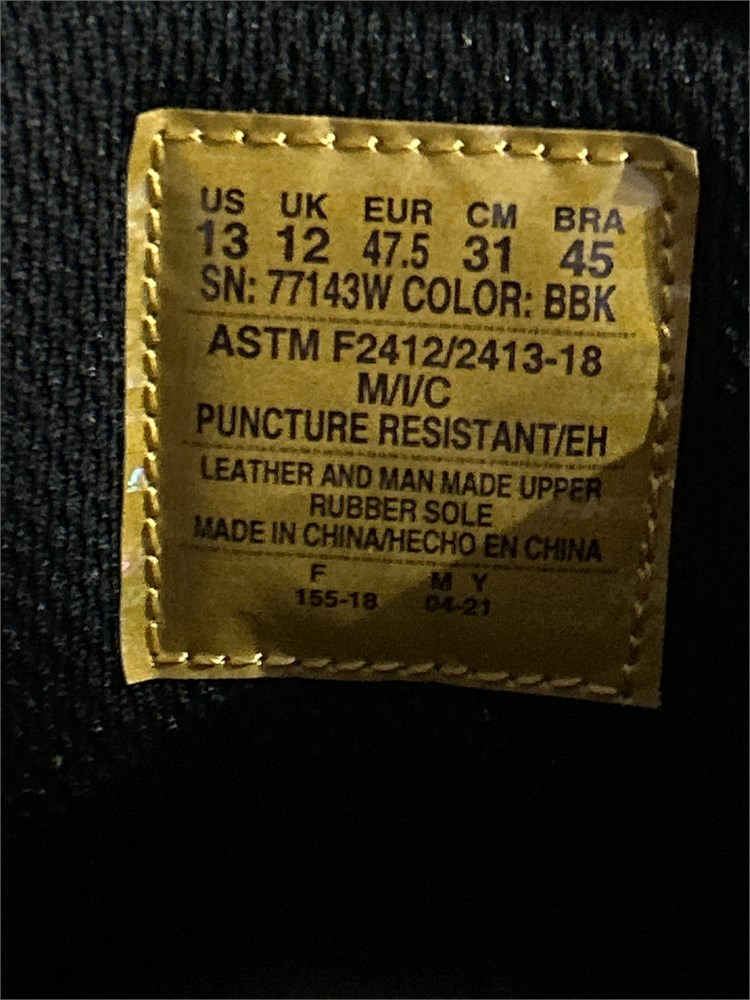 US UK EUR CM BRA
13 12 47.5 31 45
SN: 77143W COLOR: BBK
ASTM F2412/2413-18
M/I/C
PUNCTURE RESISTANT/EH
LEATHER AND MAN MADE UPPER
RUBBER SOLE
MADE IN CHINA/HECHO EN CHINA
F M Y
155-18 04-21